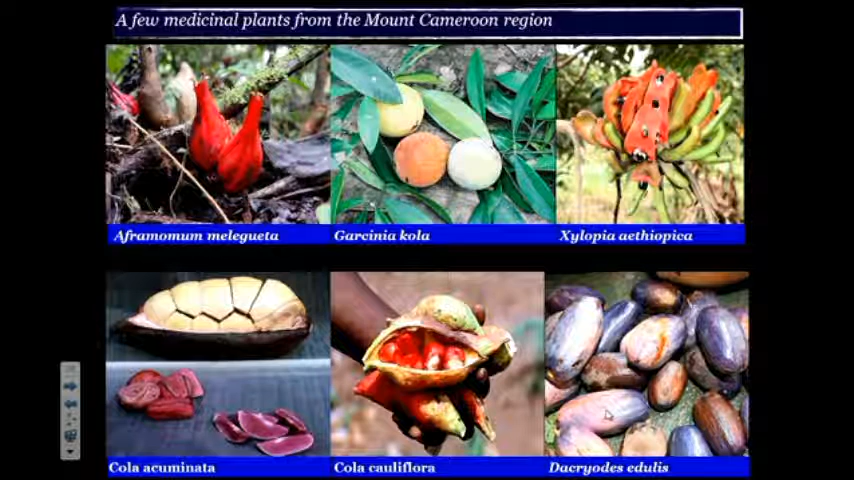 A few medicinal plants from the Mount Cameroon region
Aframomum melegueta
Garcinia kola
Xylopia aethiopica
Cola acuminata
Cola cauliflora
Dacryodes edulis